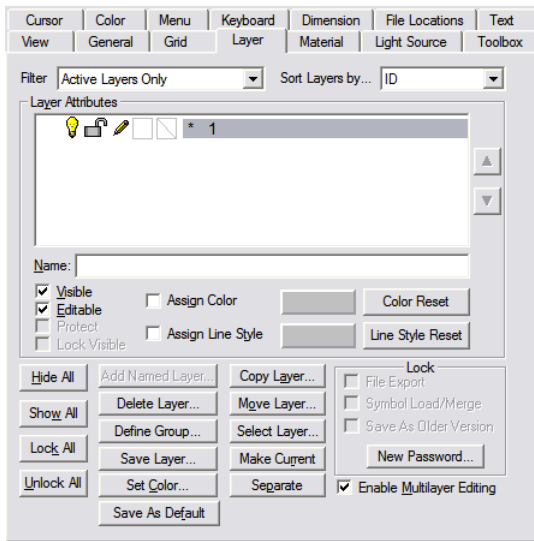 Cursor Color Menu Keyboard Dimension File Locations Text
View General Grid Layer Material Light Source Toolbox
Filter Active Layers Only Sort Layers by... ID
Layer Attributes
* 1
Name:
Visible
Editable
Protect
Lock Visible
Assign Color
Color Reset
Assign Line Style
Line Style Reset
Hide All
Show All
Lock All
Unlock All
Add Named Layer...
Delete Layer...
Define Group...
Save Layer...
Set Color...
Save As Default
Copy Layer...
Move Layer...
Select Layer...
Make Current
Separate
Lock
File Export
Symbol Load/Merge
Save As Older Version
New Password...
Enable Multilayer Editing